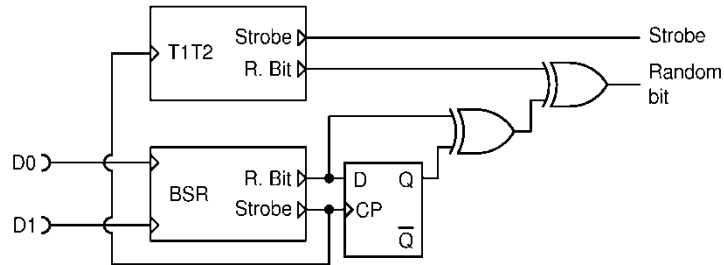 Strobe
T1T2
R. Bit
Strobe
Random
bit
D0
D1
BSR
R. Bit
Strobe
D Q
CP
Q